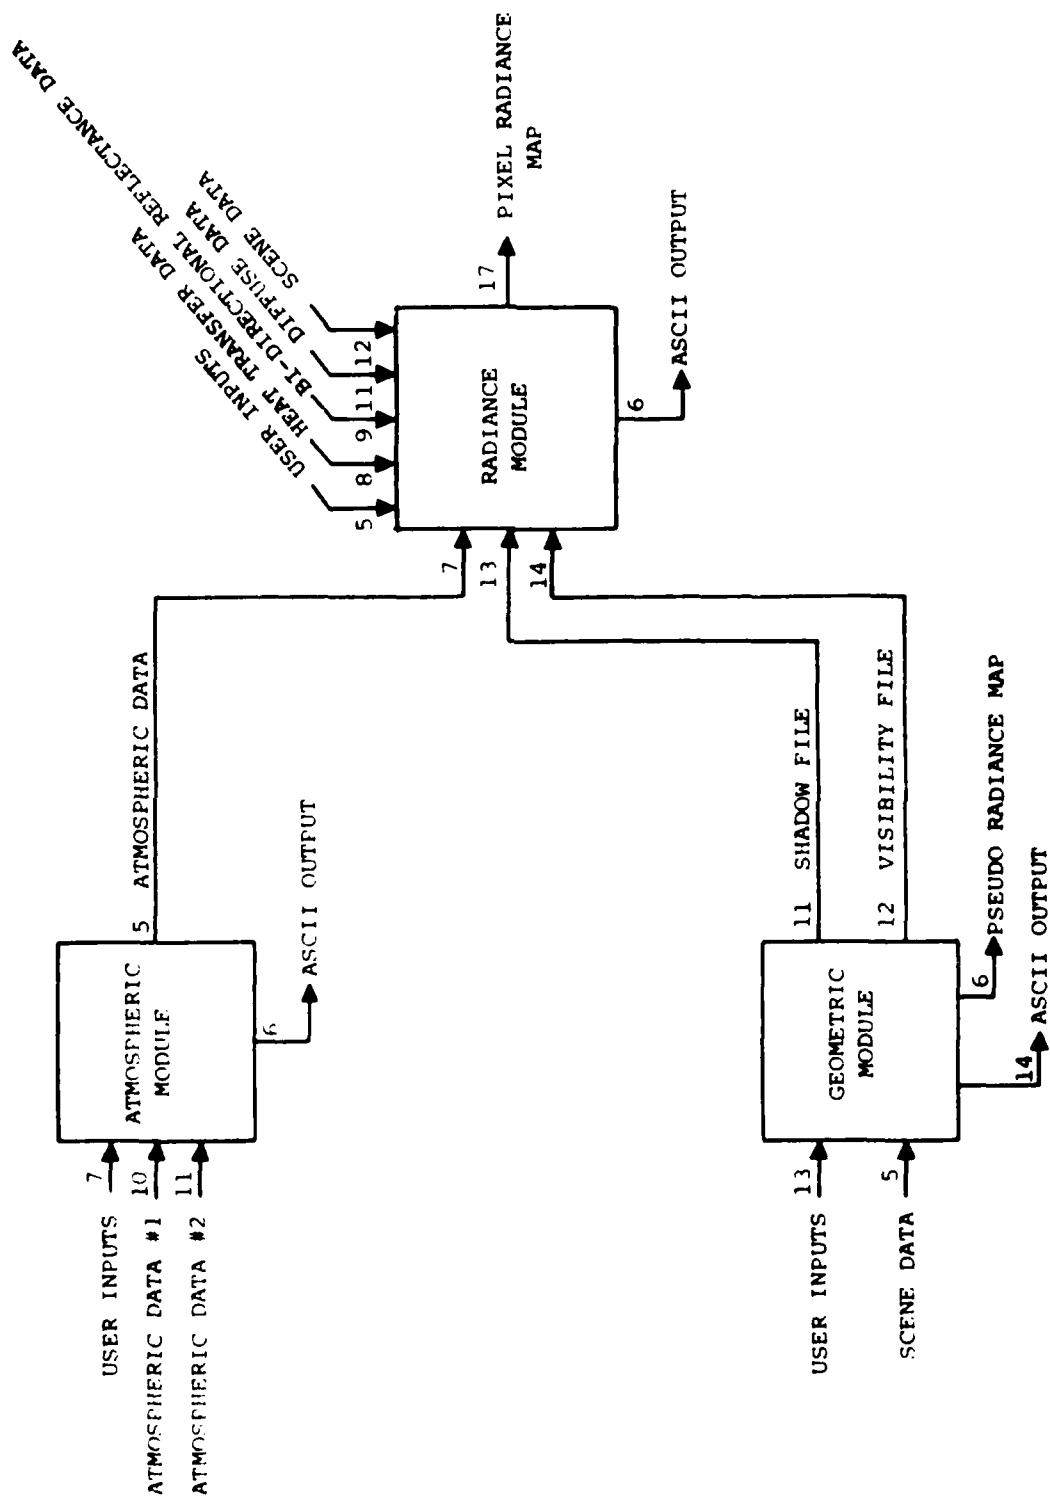 USER INPUTS
7
ATMOSPHERIC DATA #1
10
ATMOSPHERIC DATA #2
11
ATMOSPHERIC
MODULE
5 ATMOSPHERIC DATA
6
ASCII OUTPUT
USER INPUTS
13
SCENE DATA
5
GEOMETRIC
MODULE
11 SHADOW FILE
12 VISIBILITY FILE
6
PSEUDO RADIANCE MAP
14
ASCII OUTPUT
7
13
14
USER INPUTS
5
HEAT TRANSFER DATA
8
BI-DIRECTIONAL REFLECTANCE DATA
9
DIFFUSE DATA
11
SCENE DATA
12
RADIANCE
MODULE
17
PIXEL RADIANCE
MAP
6
ASCII OUTPUT